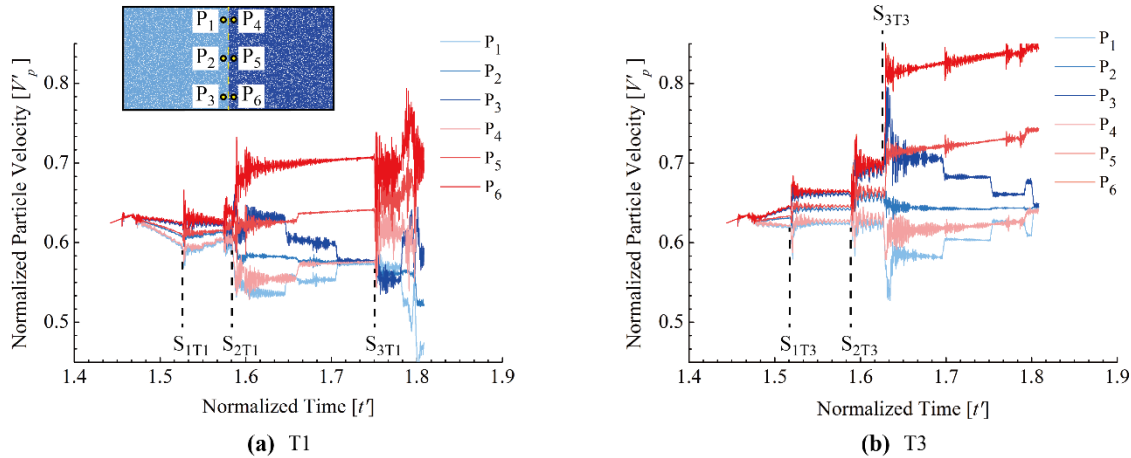 P₁ P₄
P₂ P₅
P₃ P₆
Normalized Particle Velocity [V'ₚ]
0.8
0.7
0.6
0.5
1.4 1.5 1.6 1.7 1.8 1.9
Normalized Time [t']
P₁
P₂
P₃
P₄
P₅
P₆
S₁T₁
S₂T₁
S₃T₁
(a) T1
Normalized Particle Velocity [V'ₚ]
0.8
0.7
0.6
0.5
1.4 1.5 1.6 1.7 1.8 1.9
Normalized Time [t']
P₁
P₂
P₃
P₄
P₅
P₆
S₃T₃
S₁T₃
S₂T₃
(b) T3